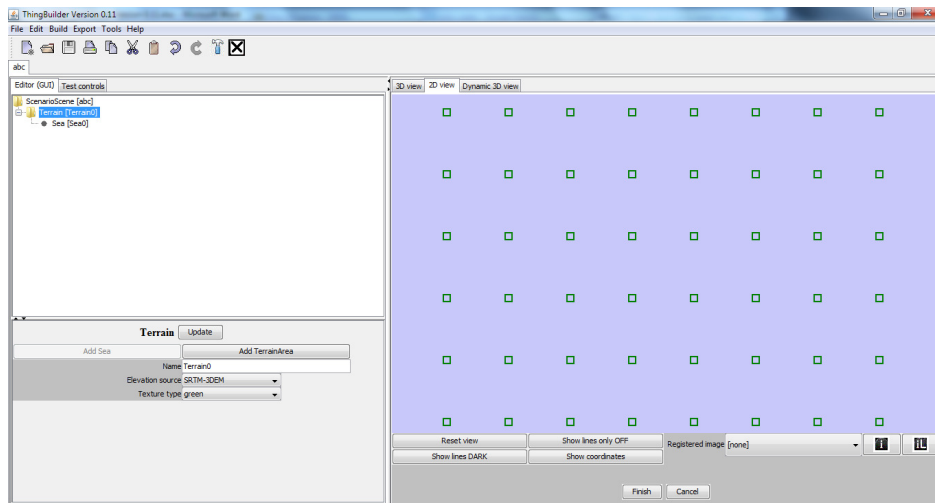 ThingBuilder Version 0.11
File Edit Build Export Tools Help
abc
Editor (GUI) Test controls
3D view 2D view Dynamic 3D view
ScenarioScene [abc]
Terrain [Terrain0]
Sea [Sea0]
Terrain Update
Add Sea Add TerrainArea
Name Terrain0
Elevation source SRTM-3DEM
Texture type green
Reset view Show lines only OFF Registered image [none]
Show lines DARK Show coordinates
Finish Cancel